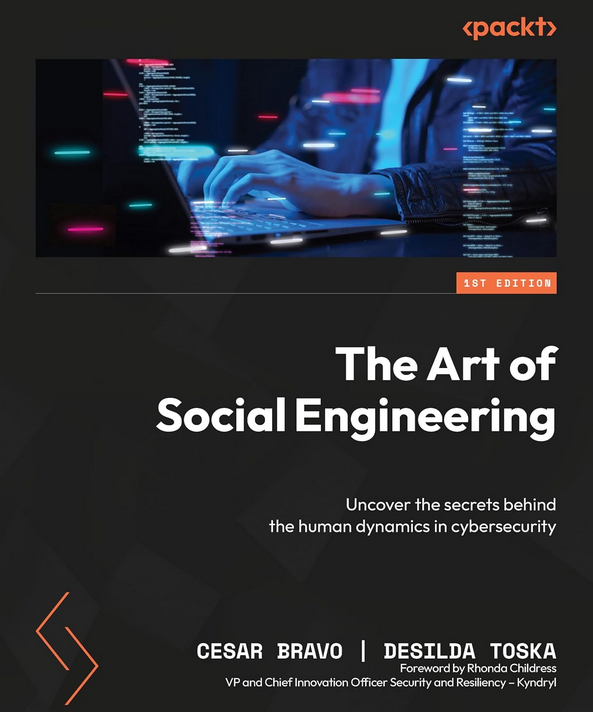 <packt>
1ST EDITION
The Art of
Social Engineering
Uncover the secrets behind
the human dynamics in cybersecurity
CESAR BRAVO | DESILDA TOSKA
Foreword by Rhonda Childress
VP and Chief Innovation Officer Security and Resiliency – Kyndryl